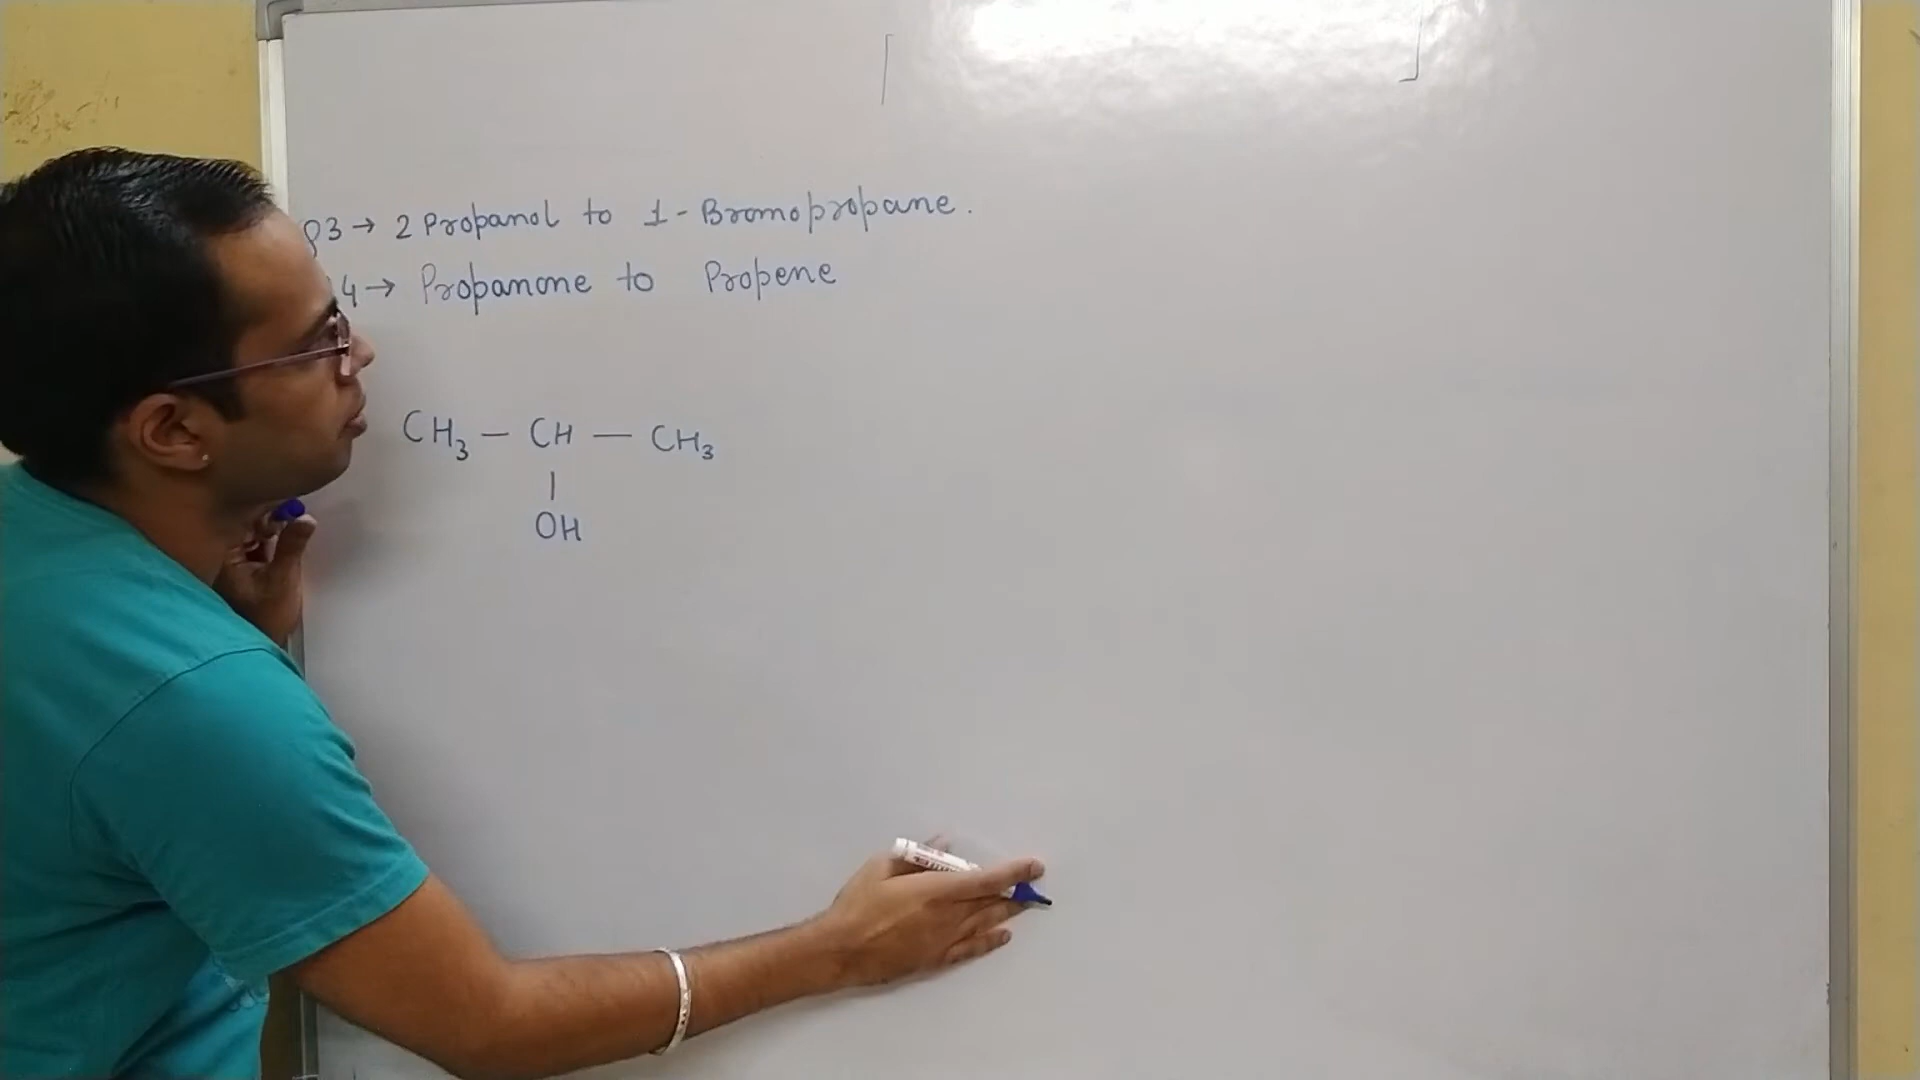 Q3 → 2 Propanol to 1-Bromopropane.
4 → Propanone to Propene
CH₃ — CH — CH₃
|
OH